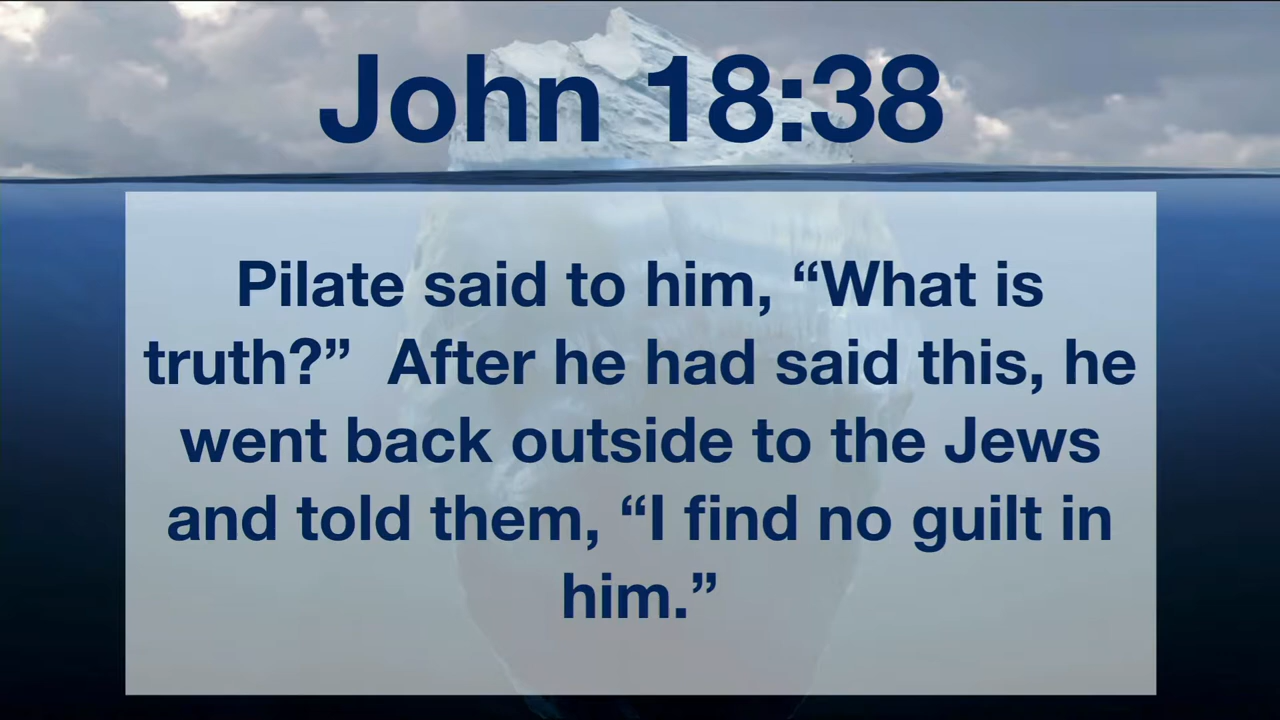 John 18:38
Pilate said to him, “What is
truth?”  After he had said this, he
went back outside to the Jews
and told them, “I find no guilt in
him.”